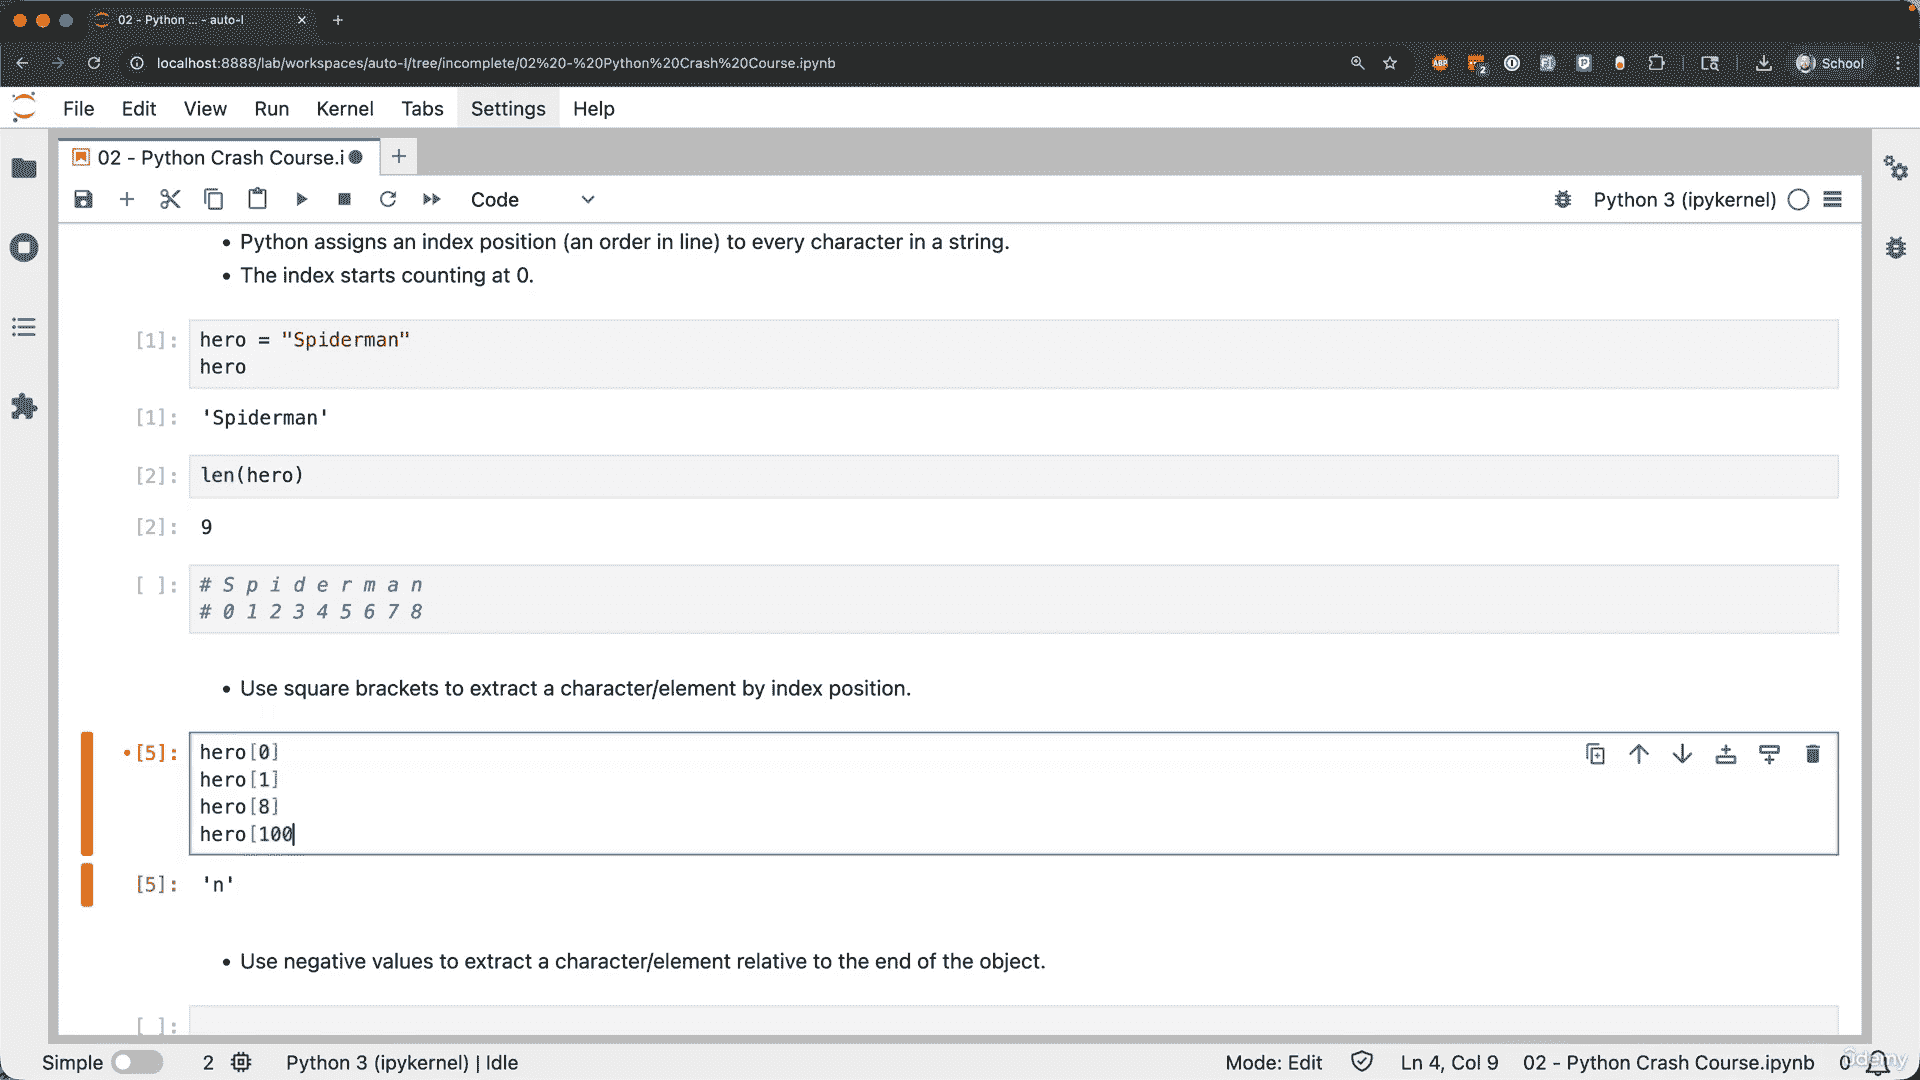 02 - Python ... - auto-l
localhost:8888/lab/workspaces/auto-l/tree/incomplete/02%20-%20Python%20Crash%20Course.ipynb
ABP
2
School
File Edit View Run Kernel Tabs Settings Help
02 - Python Crash Course.i
Code
Python 3 (ipykernel)
• Python assigns an index position (an order in line) to every character in a string.
• The index starts counting at 0.
[1]: hero = "Spiderman"
hero
[1]: 'Spiderman'
[2]: len(hero)
[2]: 9
[ ]: # S p i d e r m a n
# 0 1 2 3 4 5 6 7 8
• Use square brackets to extract a character/element by index position.
•[5]: hero[0]
hero[1]
hero[8]
hero[100
[5]: 'n'
• Use negative values to extract a character/element relative to the end of the object.
[ ]:
Simple 2 Python 3 (ipykernel) | Idle Mode: Edit Ln 4, Col 9 02 - Python Crash Course.ipynb 0
udemy